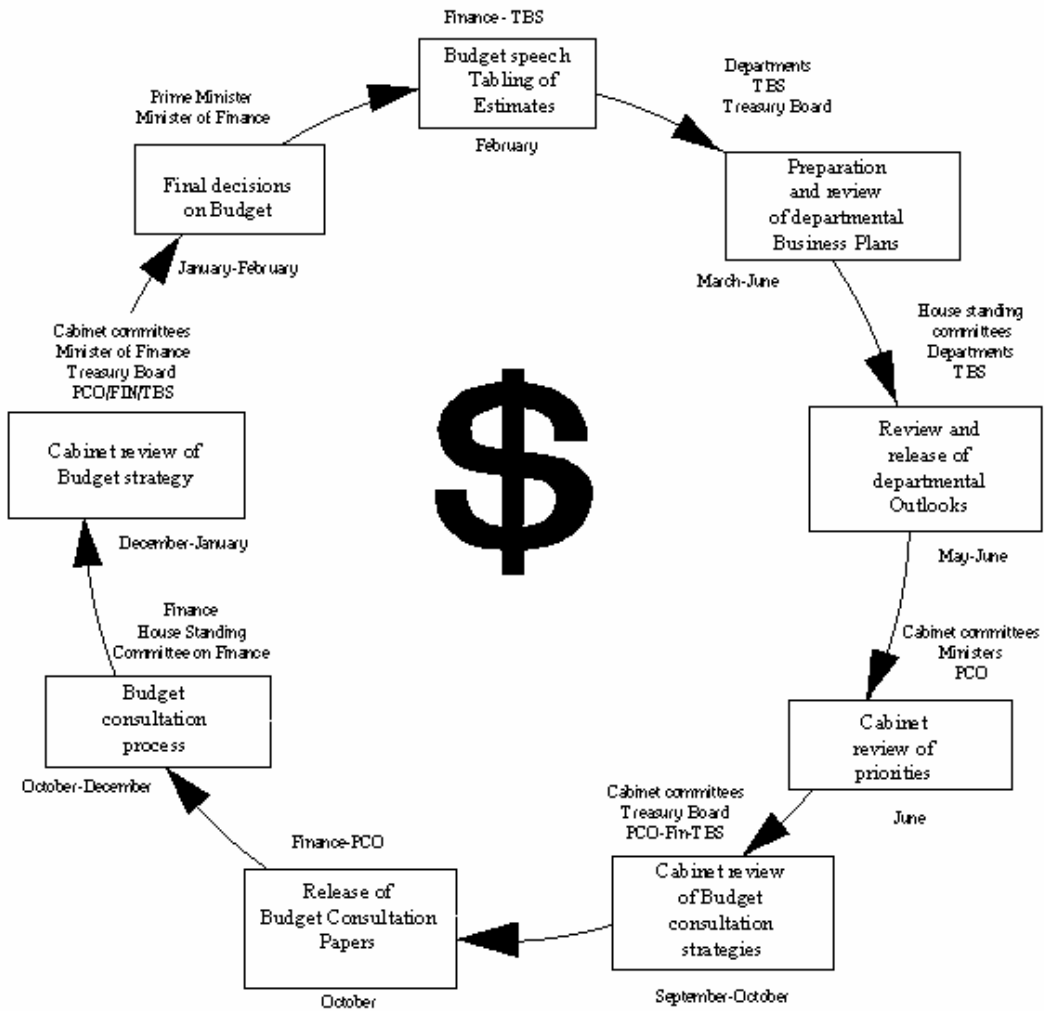 Finance - TBS
Budget speech
Tabling of
Estimates
February
Departments
TBS
Treasury Board
Preparation
and review
of departmental
Business Plans
March-June
House standing
committees
Departments
TBS
Review and
release of
departmental
Outlooks
May-June
Cabinet committees
Ministers
PCO
Cabinet
review of
priorities
June
Cabinet committees
Treasury Board
PCO-Fin-TBS
Cabinet review
of Budget
consultation
strategies
September-October
Finance-PCO
Release of
Budget Consultation
Papers
October
Finance
House Standing
Committee on Finance
Budget
consultation
process
October-December
Cabinet committees
Minister of Finance
Treasury Board
PCO/FIN/TBS
Cabinet review of
Budget strategy
December-January
Prime Minister
Minister of Finance
Final decisions
on Budget
January-February
$